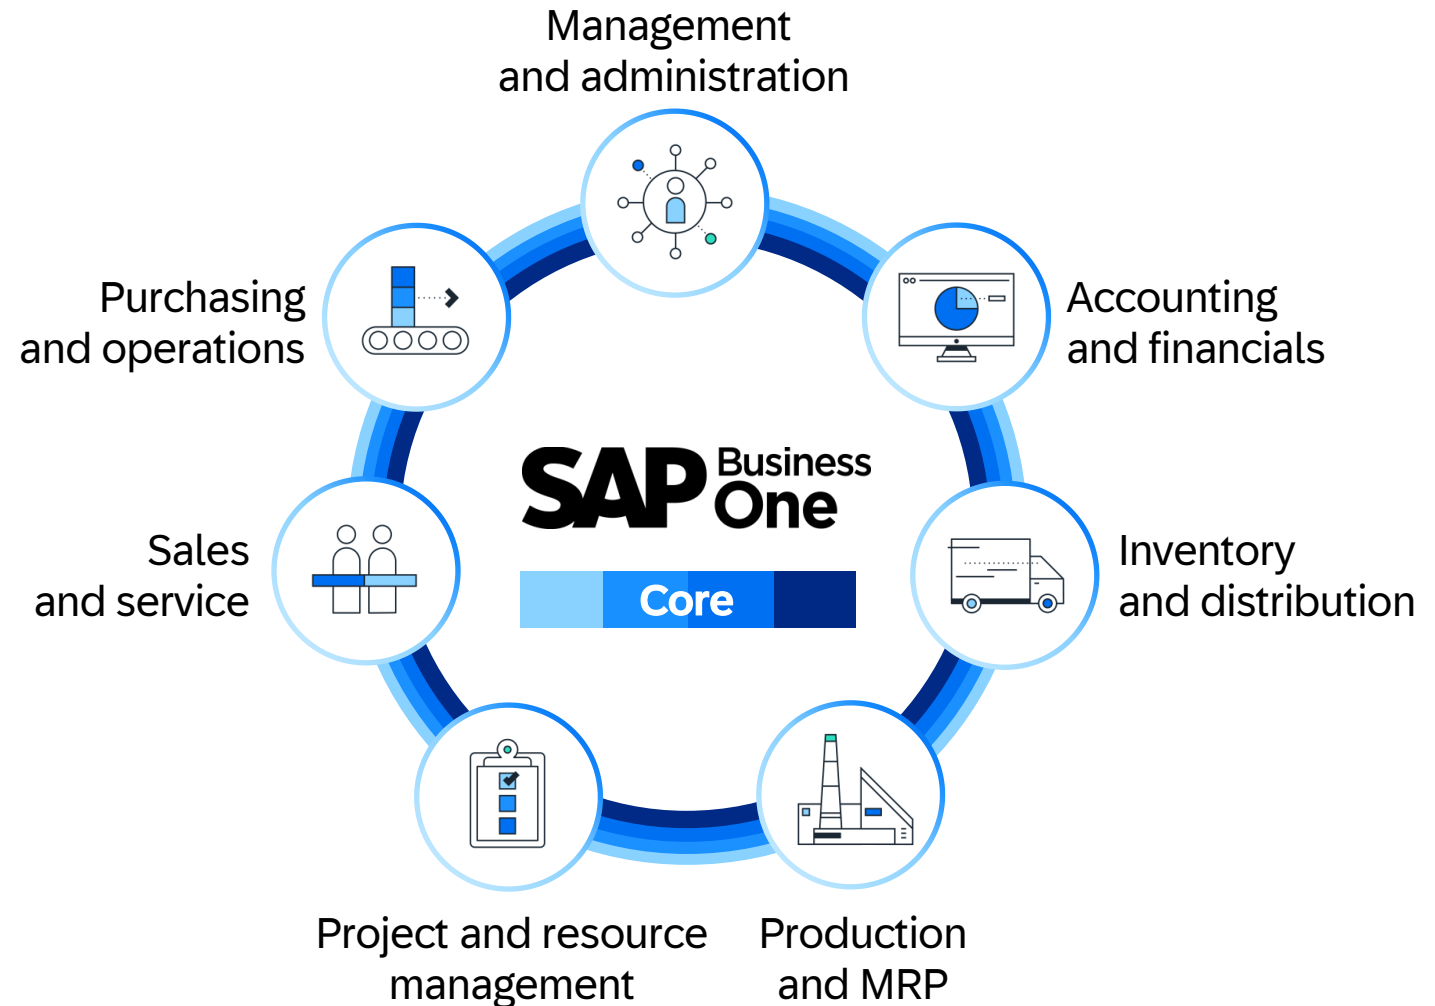 Management
and administration
Purchasing
and operations
Accounting
and financials
SAP Business
One
Core
Sales
and service
Inventory
and distribution
Project and resource
management
Production
and MRP